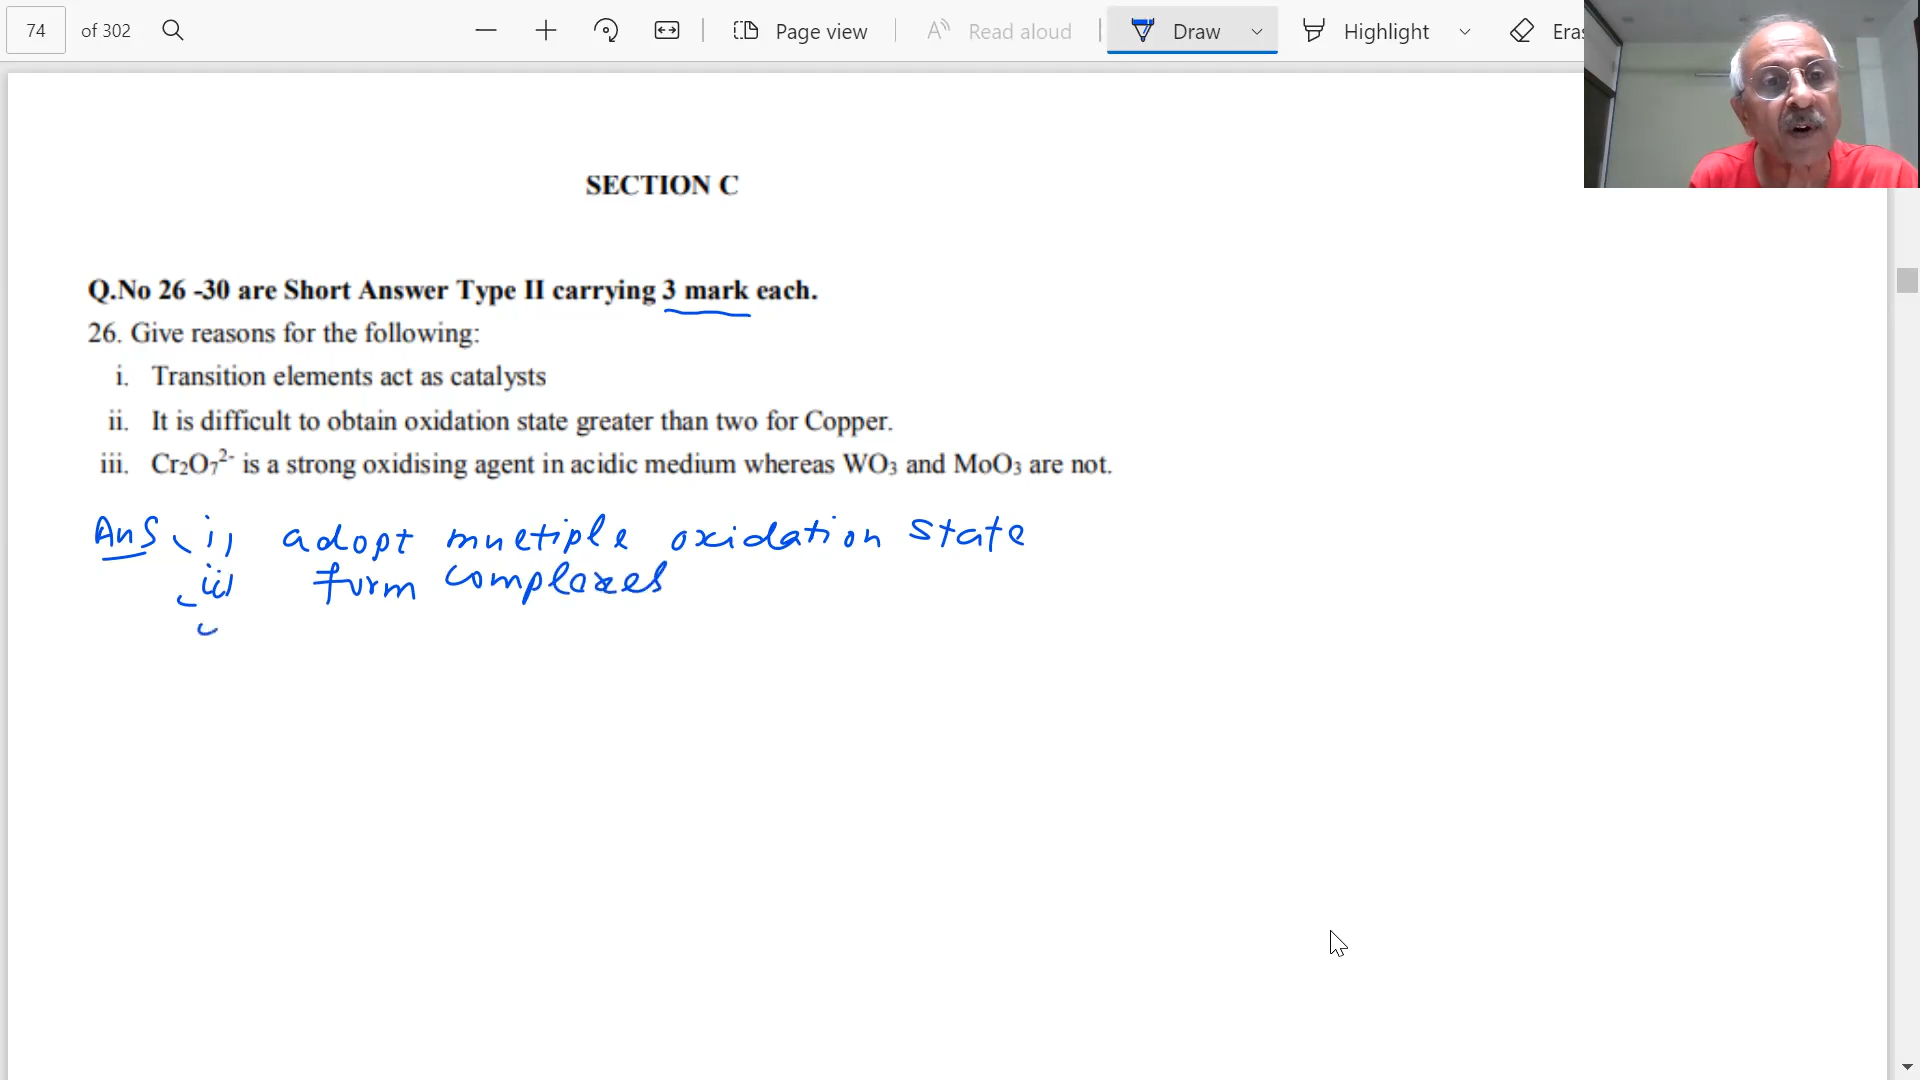 74 of 302 Page view Read aloud Draw Highlight Eras
SECTION C
Q.No 26 -30 are Short Answer Type II carrying 3 mark each.
26. Give reasons for the following:
i. Transition elements act as catalysts
ii. It is difficult to obtain oxidation state greater than two for Copper.
iii. Cr₂O₇²⁻ is a strong oxidising agent in acidic medium whereas WO₃ and MoO₃ are not.
Ans i) adopt multiple oxidation state
ii) form complexes